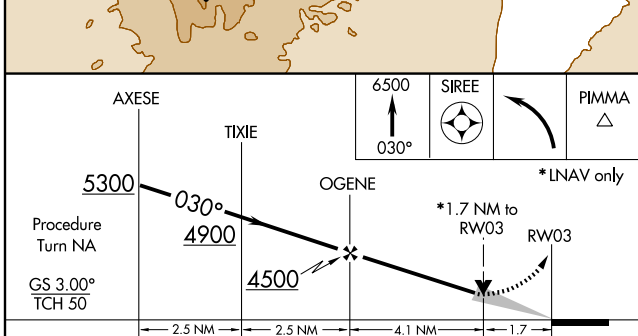 6500
030°
SIREE
PIMMA
*LNAV only
AXESE
TIXIE
OGENE
*1.7 NM to
RW03
RW03
5300
030°
4900
4500
Procedure
Turn NA
GS 3.00°
TCH 50
2.5 NM
2.5 NM
4.1 NM
1.7